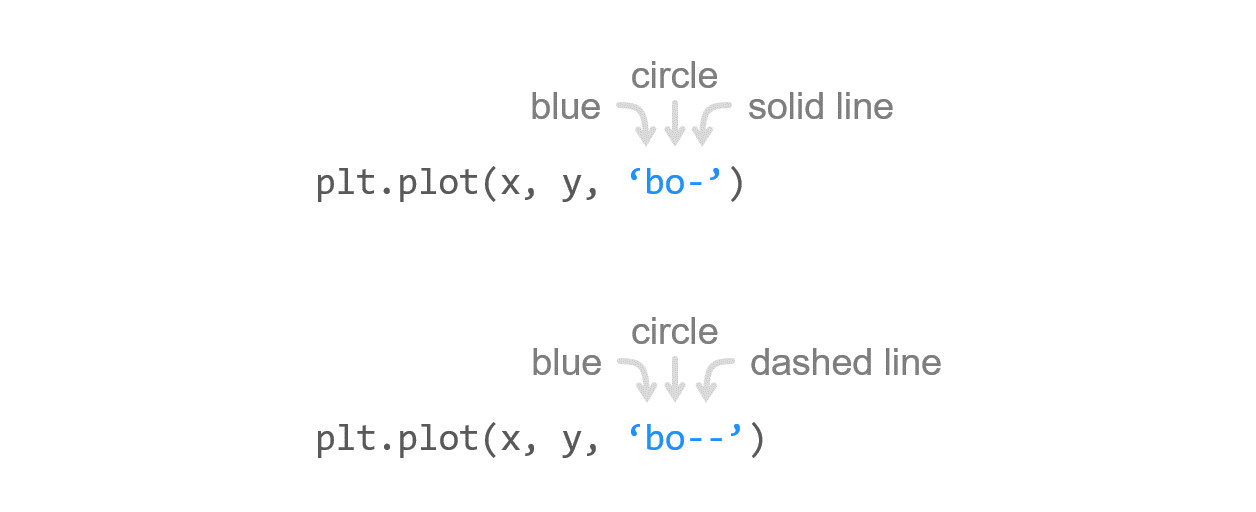 circle
blue solid line
plt.plot(x, y, ‘bo-’)
circle
blue dashed line
plt.plot(x, y, ‘bo--’)